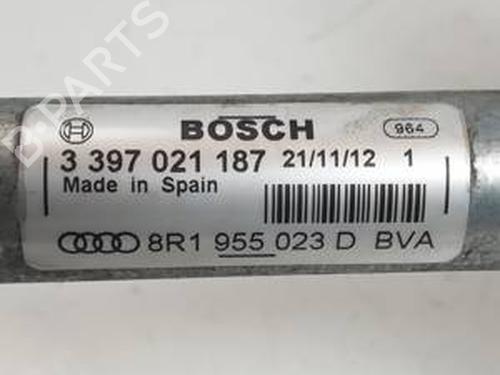 B-PARTS
BOSCH 964
3 397 021 187 21/11/12 1
Made in Spain
8R1 955 023 D BVA